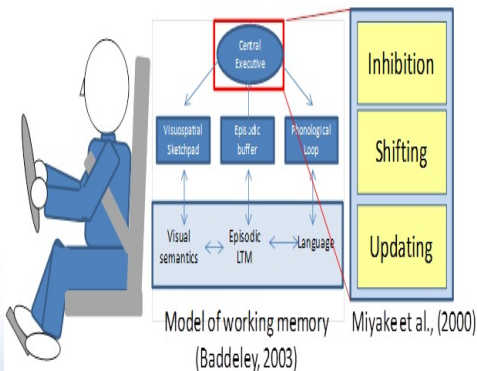 Central
Executive
Visuospatial
Sketchpad
Episodic
buffer
Phonological
Loop
Visual
semantics
Episodic
LTM
Language
Model of working memory
(Baddeley, 2003)
Inhibition
Shifting
Updating
Miyake et al., (2000)